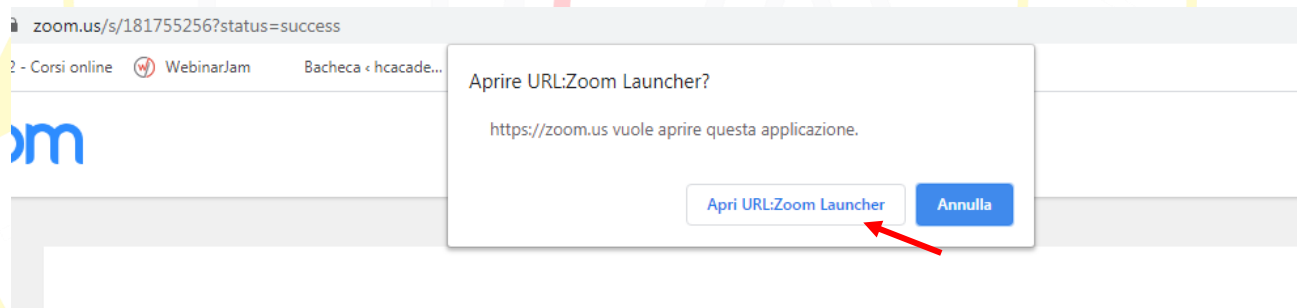 zoom.us/s/181755256?status=success
2 - Corsi online WebinarJam Bacheca ‹ hcacade...
om
Aprire URL:Zoom Launcher?
https://zoom.us vuole aprire questa applicazione.
Apri URL:Zoom Launcher Annulla